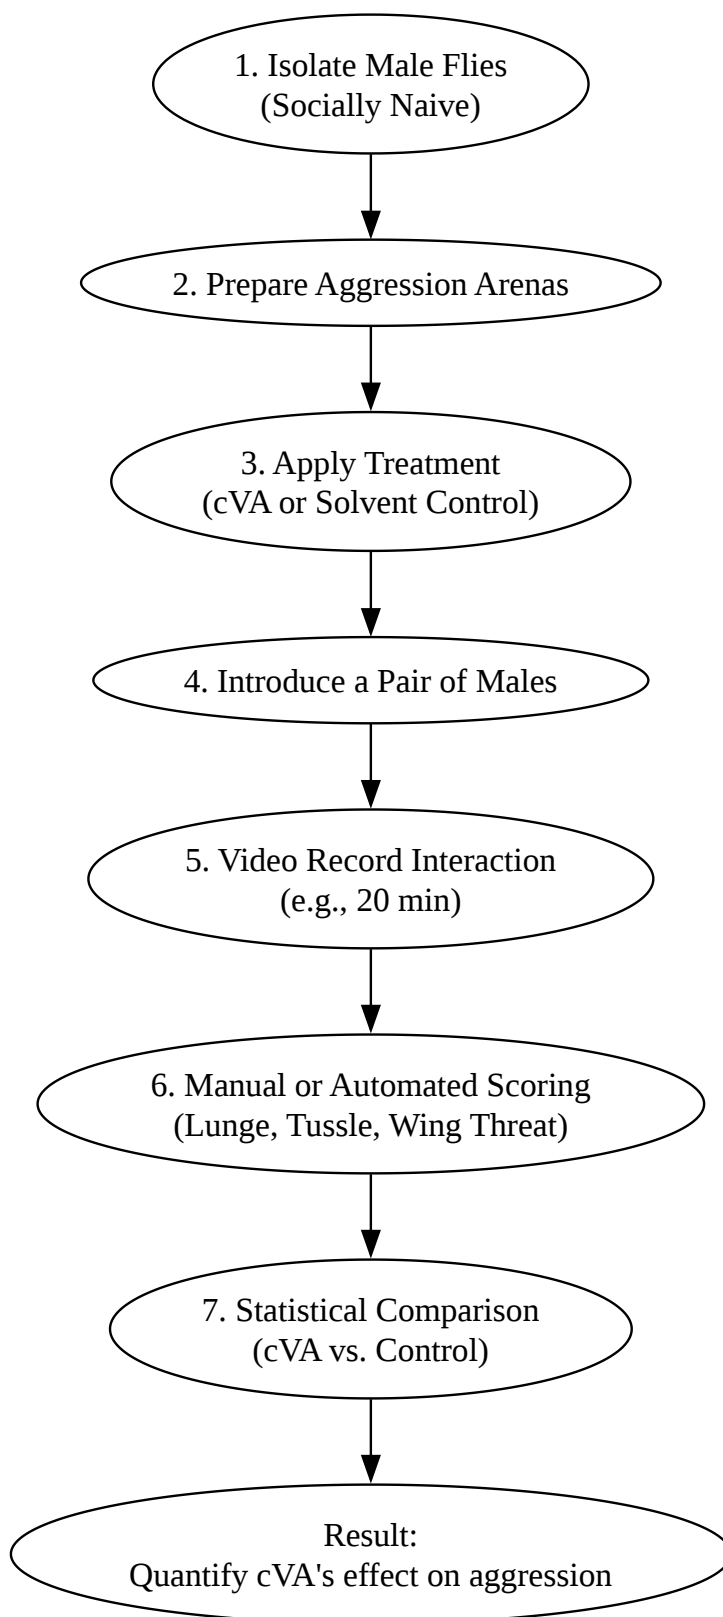 1. Isolate Male Flies
(Socially Naive)
2. Prepare Aggression Arenas
3. Apply Treatment
(cVA or Solvent Control)
4. Introduce a Pair of Males
5. Video Record Interaction
(e.g., 20 min)
6. Manual or Automated Scoring
(Lunge, Tussle, Wing Threat)
7. Statistical Comparison
(cVA vs. Control)
Result:
Quantify cVA's effect on aggression